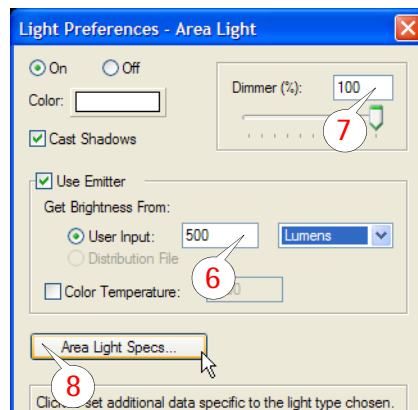 Light Preferences - Area Light
On Off
Color:
Dimmer (%): 100
7
Cast Shadows
Use Emitter
Get Brightness From:
User Input: 500 Lumens
Distribution File
6
Color Temperature:
Area Light Specs...
8
set additional data specific to the light type chosen.